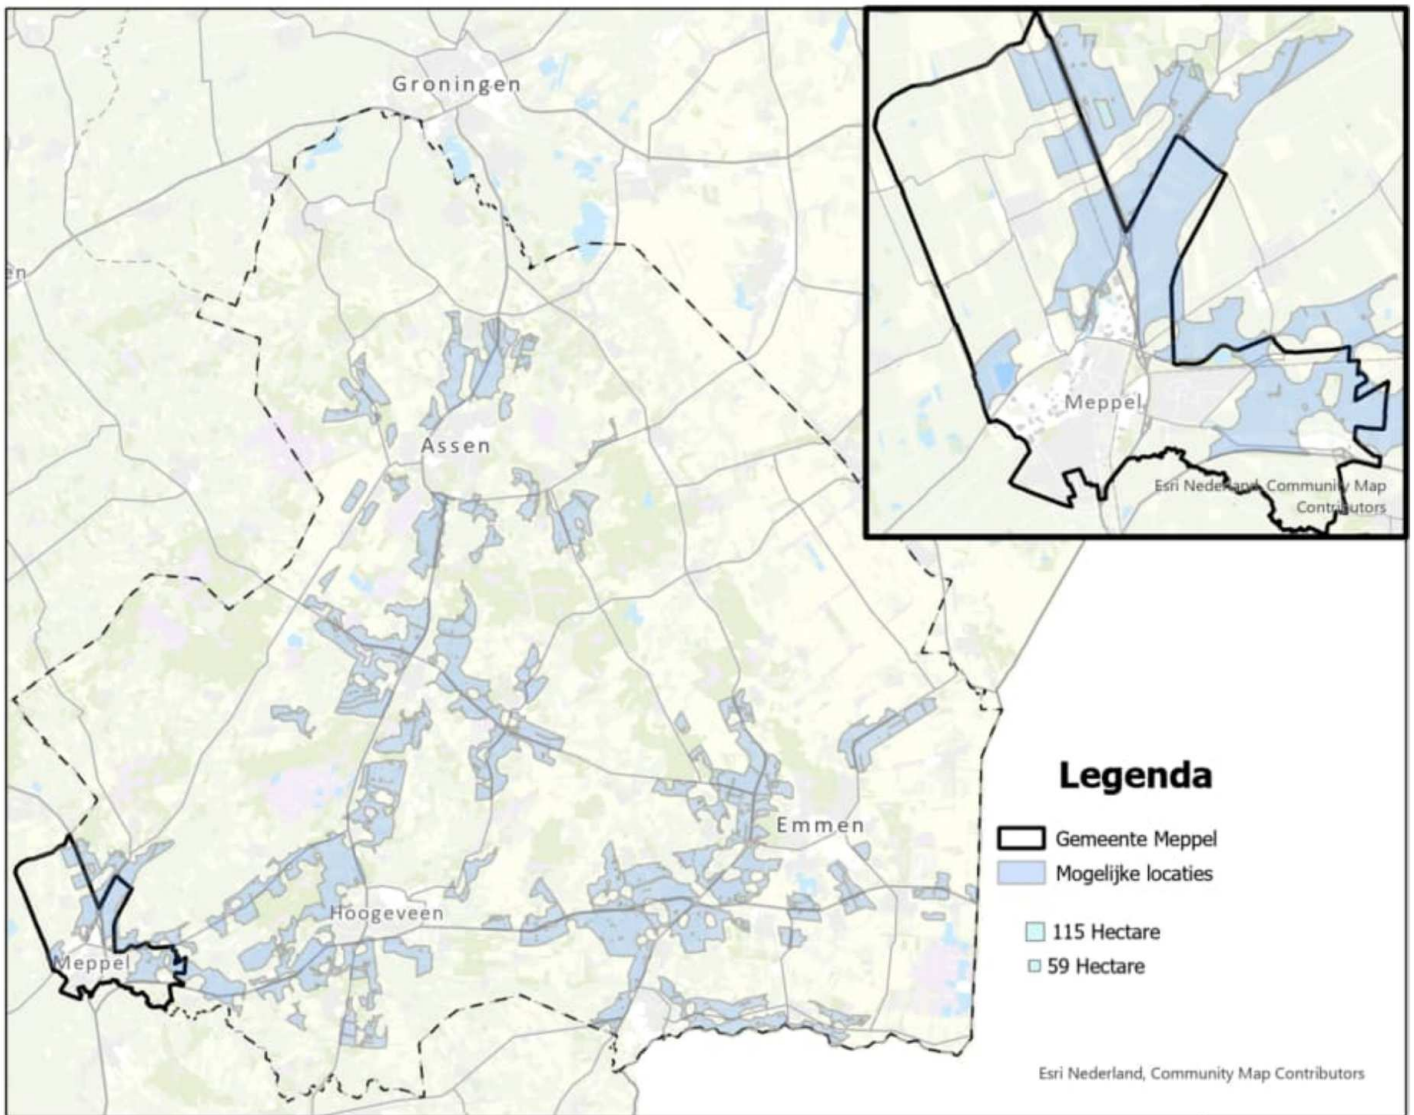 Groningen
en
Assen
Emmen
Hoogeveen
Meppel
Meppel
Esri Nederland, Community Map
Contributors
Legenda
Gemeente Meppel
Mogelijke locaties
115 Hectare
59 Hectare
Esri Nederland, Community Map Contributors